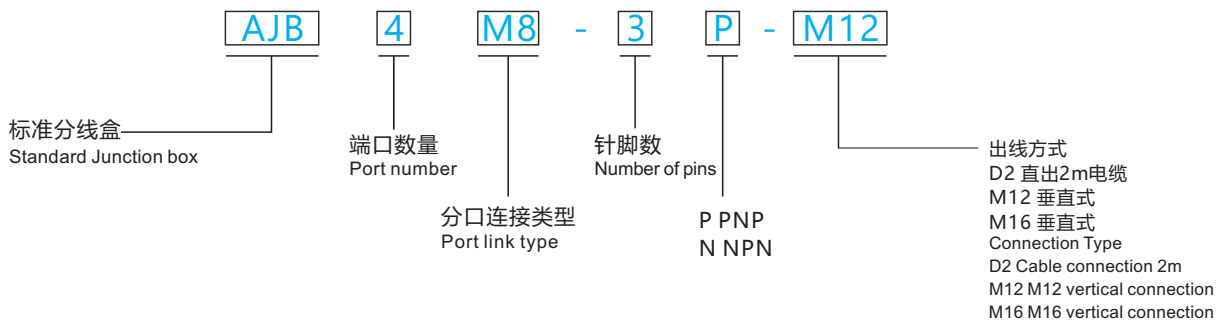 AJB 4 M8 - 3 P - M12
标准分线盒
Standard Junction box
端口数量
Port number
分口连接类型
Port link type
针脚数
Number of pins
P PNP
N NPN
出线方式
D2 直出2m电缆
M12 垂直式
M16 垂直式
Connection Type
D2 Cable connection 2m
M12 M12 vertical connection
M16 M16 vertical connection